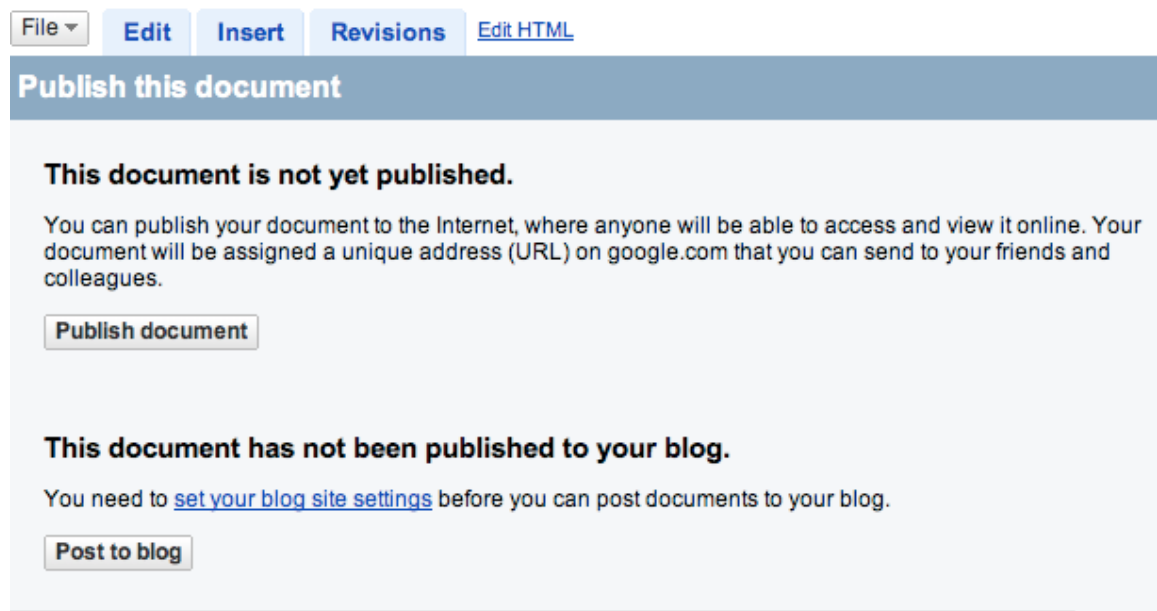 File Edit Insert Revisions Edit HTML
Publish this document
This document is not yet published.
You can publish your document to the Internet, where anyone will be able to access and view it online. Your
document will be assigned a unique address (URL) on google.com that you can send to your friends and
colleagues.
Publish document
This document has not been published to your blog.
You need to set your blog site settings before you can post documents to your blog.
Post to blog